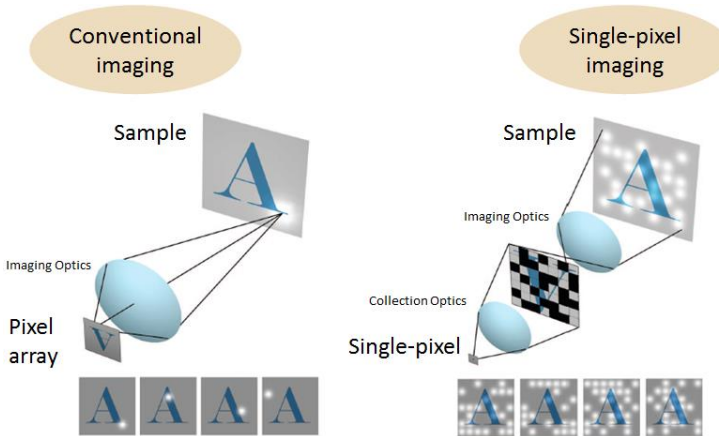 Conventional
imaging
Single-pixel
imaging
Sample
Sample
Imaging Optics
Imaging Optics
Collection Optics
Pixel
array
Single-pixel
A
A
A
A
A
A
A
A
A
A